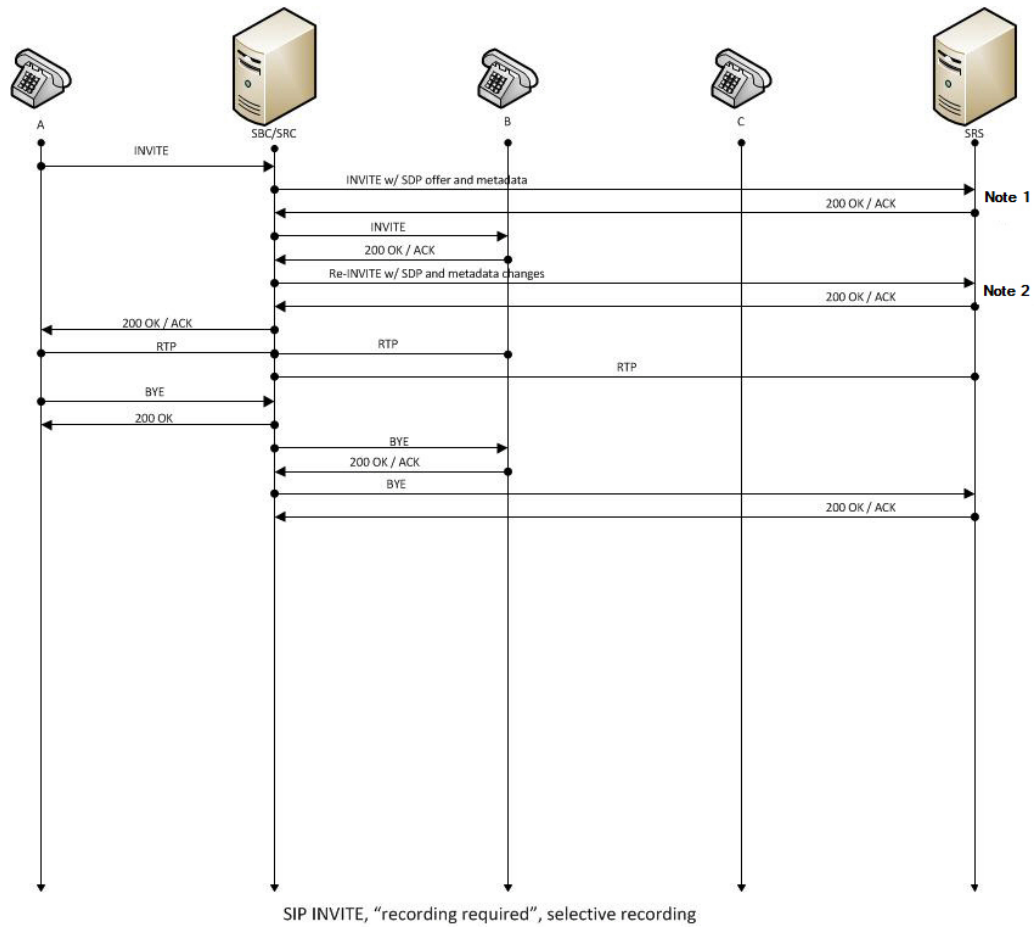 A
SBC/SRC
B
C
SRS
INVITE
INVITE w/ SDP offer and metadata
Note 1
200 OK / ACK
INVITE
200 OK / ACK
Re-INVITE w/ SDP and metadata changes
Note 2
200 OK / ACK
200 OK / ACK
RTP
RTP
RTP
BYE
200 OK
BYE
200 OK / ACK
BYE
200 OK / ACK
SIP INVITE, “recording required”, selective recording